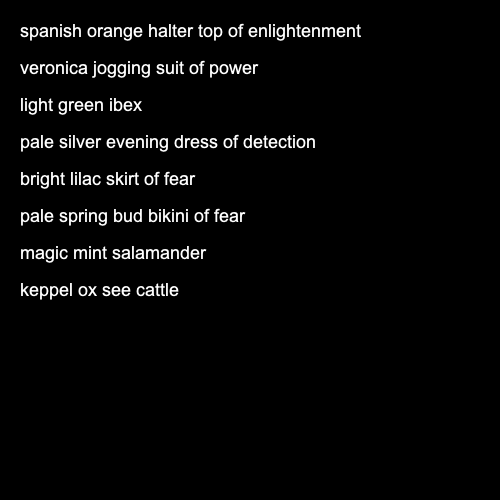 spanish orange halter top of enlightenment
veronica jogging suit of power
light green ibex
pale silver evening dress of detection
bright lilac skirt of fear
pale spring bud bikini of fear
magic mint salamander
keppel ox see cattle